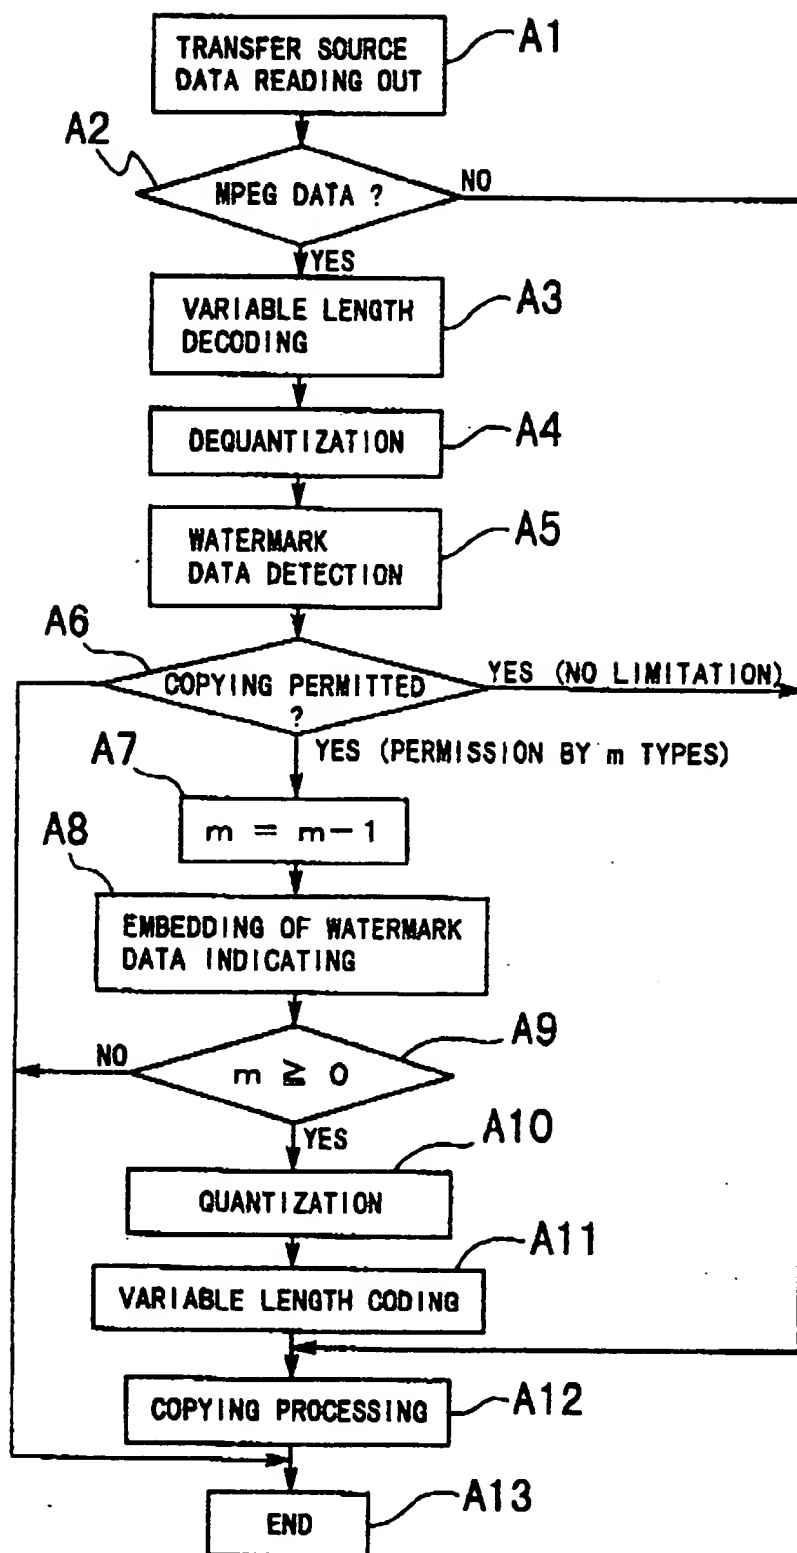 TRANSFER SOURCE
DATA READING OUT
A1
A2
MPEG DATA ?
NO
YES
VARIABLE LENGTH
DECODING
A3
DEQUANTIZATION
A4
WATERMARK
DATA DETECTION
A5
A6
COPYING PERMITTED
?
YES (NO LIMITATION)
YES (PERMISSION BY m TYPES)
A7
m = m-1
A8
EMBEDDING OF WATERMARK
DATA INDICATING
A9
NO
m ≧ 0
YES
A10
QUANTIZATION
A11
VARIABLE LENGTH CODING
COPYING PROCESSING
A12
END
A13